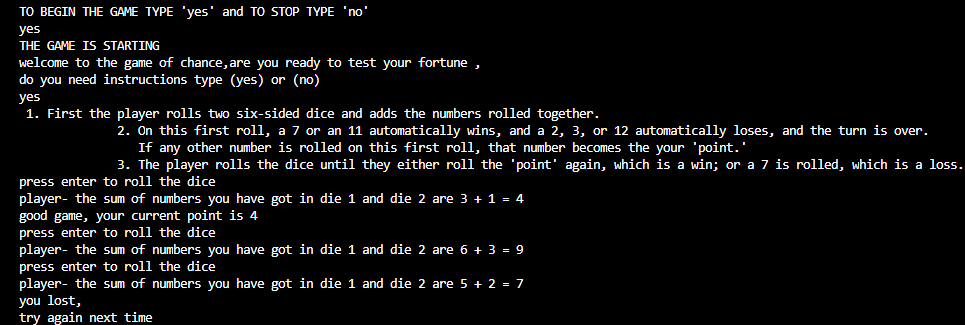 TO BEGIN THE GAME TYPE 'yes' and TO STOP TYPE 'no'
yes
THE GAME IS STARTING
welcome to the game of chance,are you ready to test your fortune ,
do you need instructions type (yes) or (no)
yes
1. First the player rolls two six-sided dice and adds the numbers rolled together.
2. On this first roll, a 7 or an 11 automatically wins, and a 2, 3, or 12 automatically loses, and the turn is over.
If any other number is rolled on this first roll, that number becomes the your 'point.'
3. The player rolls the dice until they either roll the 'point' again, which is a win; or a 7 is rolled, which is a loss.
press enter to roll the dice
player- the sum of numbers you have got in die 1 and die 2 are 3 + 1 = 4
good game, your current point is 4
press enter to roll the dice
player- the sum of numbers you have got in die 1 and die 2 are 6 + 3 = 9
press enter to roll the dice
player- the sum of numbers you have got in die 1 and die 2 are 5 + 2 = 7
you lost,
try again next time